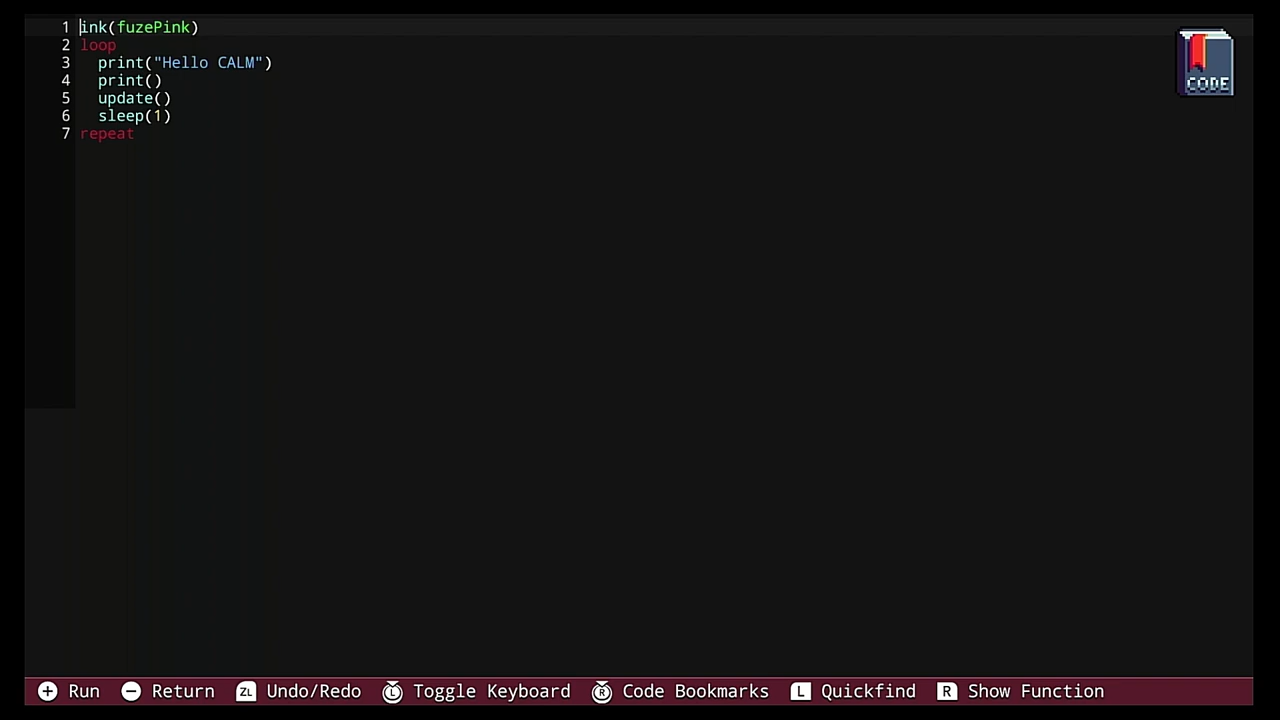 1 ink(fuzePink)
2 loop
3 print("Hello CALM")
4 print()
5 update()
6 sleep(1)
7 repeat
CODE
+ Run - Return ZL Undo/Redo L Toggle Keyboard R Code Bookmarks L Quickfind R Show Function